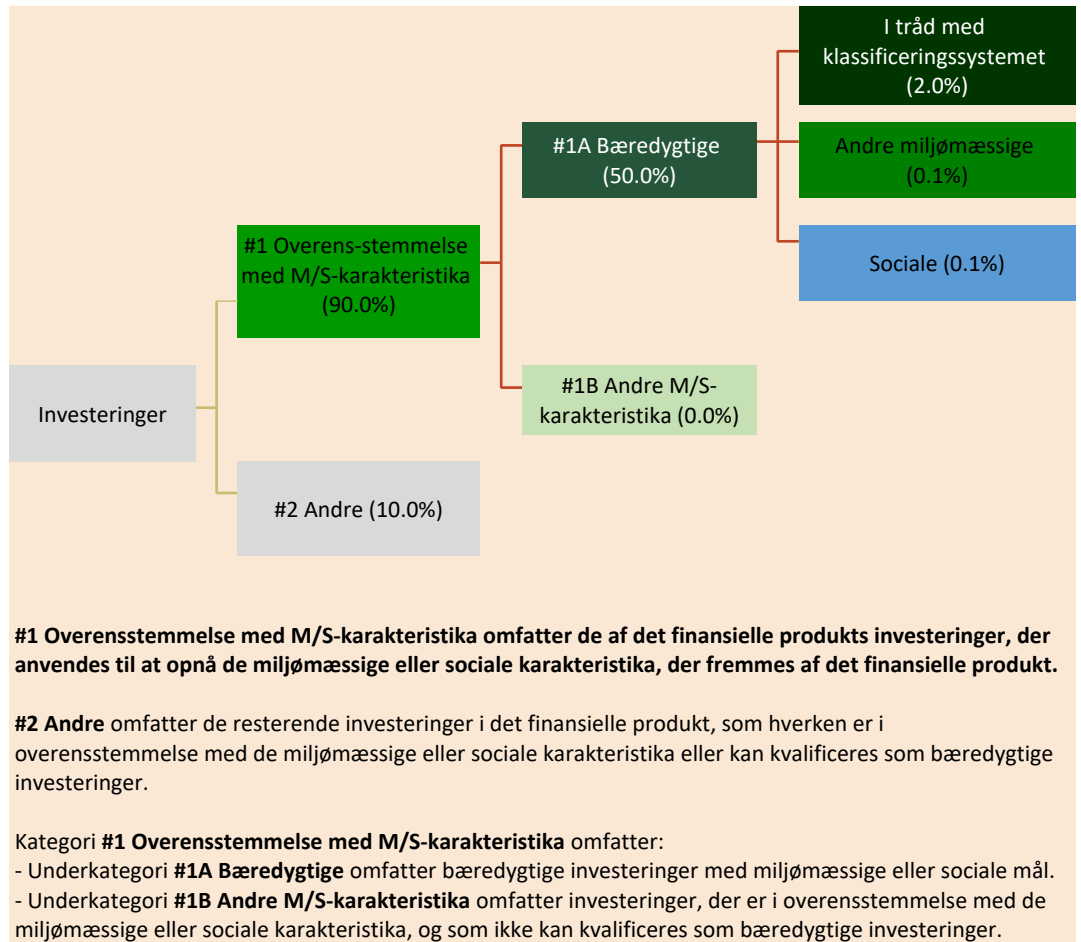 I tråd med
klassificeringssystemet
(2.0%)
#1A Bæredygtige
(50.0%)
Andre miljømæssige
(0.1%)
#1 Overens-stemmelse
med M/S-karakteristika
(90.0%)
Sociale (0.1%)
Investeringer
#1B Andre M/S-
karakteristika (0.0%)
#2 Andre (10.0%)
#1 Overensstemmelse med M/S-karakteristika omfatter de af det finansielle produkts investeringer, der
anvendes til at opnå de miljømæssige eller sociale karakteristika, der fremmes af det finansielle produkt.
#2 Andre omfatter de resterende investeringer i det finansielle produkt, som hverken er i
overensstemmelse med de miljømæssige eller sociale karakteristika eller kan kvalificeres som bæredygtige
investeringer.
Kategori #1 Overensstemmelse med M/S-karakteristika omfatter:
- Underkategori #1A Bæredygtige omfatter bæredygtige investeringer med miljømæssige eller sociale mål.
- Underkategori #1B Andre M/S-karakteristika omfatter investeringer, der er i overensstemmelse med de
miljømæssige eller sociale karakteristika, og som ikke kan kvalificeres som bæredygtige investeringer.